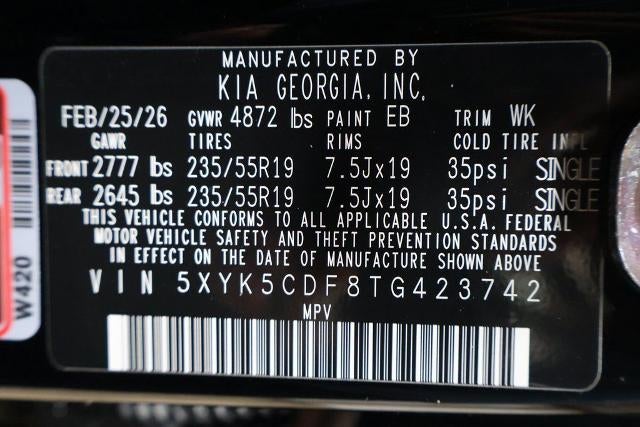 MANUFACTURED BY
KIA GEORGIA, INC.
FEB/25/26 GVWR 4872 lbs PAINT EB TRIM WK
GAWR TIRES RIMS COLD TIRE INFL
FRONT 2777 lbs 235/55R19 7.5Jx19 35psi SINGLE
REAR 2645 lbs 235/55R19 7.5Jx19 35psi SINGLE
THIS VEHICLE CONFORMS TO ALL APPLICABLE U.S.A. FEDERAL
MOTOR VEHICLE SAFETY AND THEFT PREVENTION STANDARDS
IN EFFECT ON THE DATE OF MANUFACTURE SHOWN ABOVE
VIN 5XYK5CDF8TG423742
MPV
W420